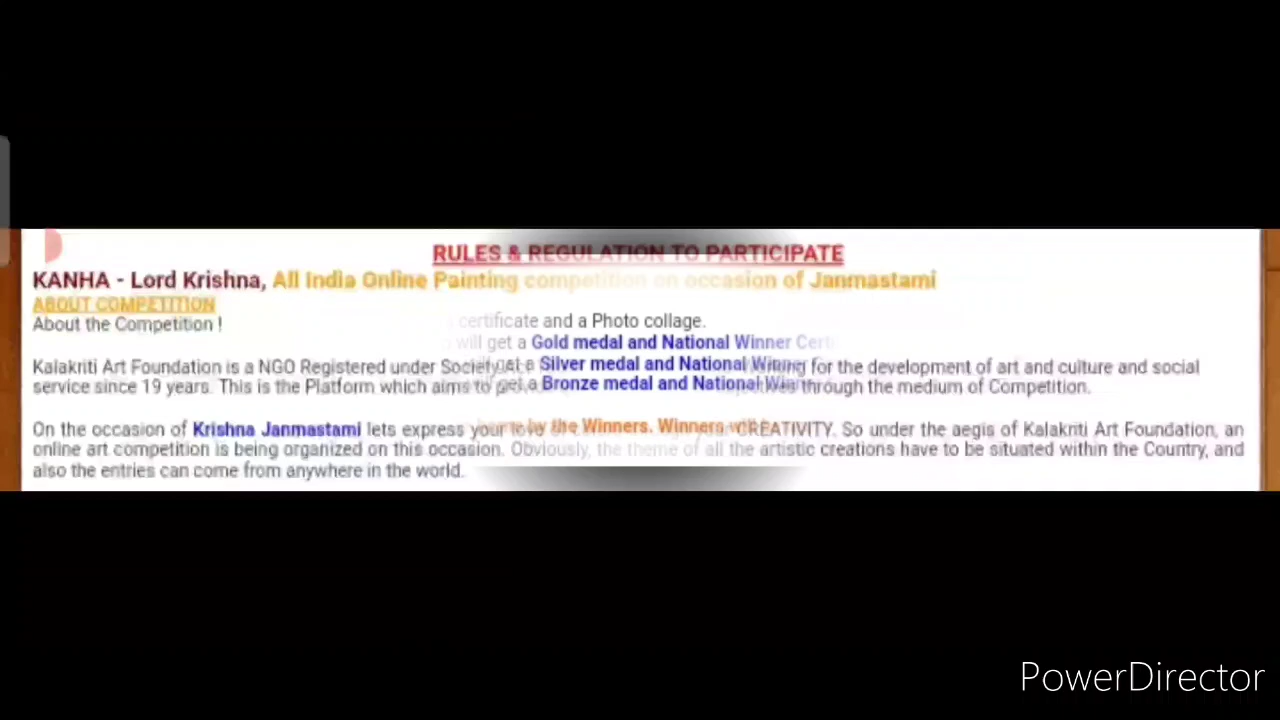 RULES & REGULATION TO PARTICIPATE
KANHA - Lord Krishna, All India Online Painting competition on occasion of Janmastami
ABOUT COMPETITION
About the Competition !
certificate and a Photo collage.
will get a Gold medal and National Winner
Kalakriti Art Foundation is a NGO Registered under Society
get a Silver medal and National
for the development of art and culture and social
service since 19 years. This is the Platform which aims to
get a Bronze medal and National
through the medium of Competition.
On the occasion of Krishna Janmastami lets express your love
by the Winners. Winners
CREATIVITY. So under the aegis of Kalakriti Art Foundation, an
online art competition is being organized on this occasion. Obviously, the theme of all the artistic creations have to be situated within the Country, and
also the entries can come from anywhere in the world.
PowerDirector